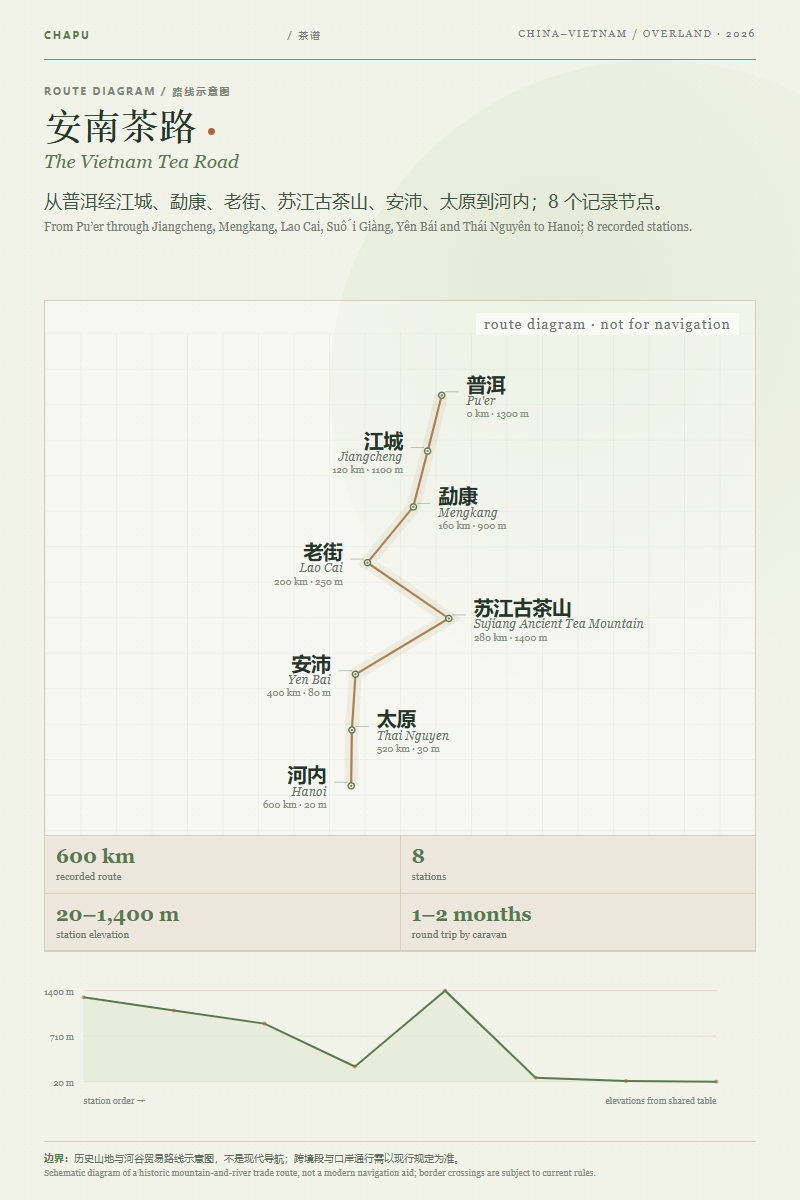 CHAPU / 茶谱 CHINA–VIETNAM / OVERLAND · 2026
ROUTE DIAGRAM / 路线示意图
安南茶路
The Vietnam Tea Road
从普洱经江城、勐康、老街、苏江古茶山、安沛、太原到河内；8 个记录节点。
From Pu'er through Jiangcheng, Mengkang, Lao Cai, Suô´i Giàng, Yên Bái and Thái Nguyên to Hanoi; 8 recorded stations.
route diagram · not for navigation
普洱
Pu'er
0 km · 1300 m
江城
Jiangcheng
120 km · 1100 m
勐康
Mengkang
160 km · 900 m
老街
Lao Cai
200 km · 250 m
苏江古茶山
Sujiang Ancient Tea Mountain
280 km · 1400 m
安沛
Yen Bai
400 km · 80 m
太原
Thai Nguyen
520 km · 30 m
河内
Hanoi
600 km · 20 m
600 km
recorded route
8
stations
20–1,400 m
station elevation
1–2 months
round trip by caravan
1400 m
710 m
20 m
station order →
elevations from shared table
边界：历史山地与河谷贸易路线示意图，不是现代导航；跨境段与口岸通行需以现行规定为准。
Schematic diagram of a historic mountain-and-river trade route, not a modern navigation aid; border crossings are subject to current rules.